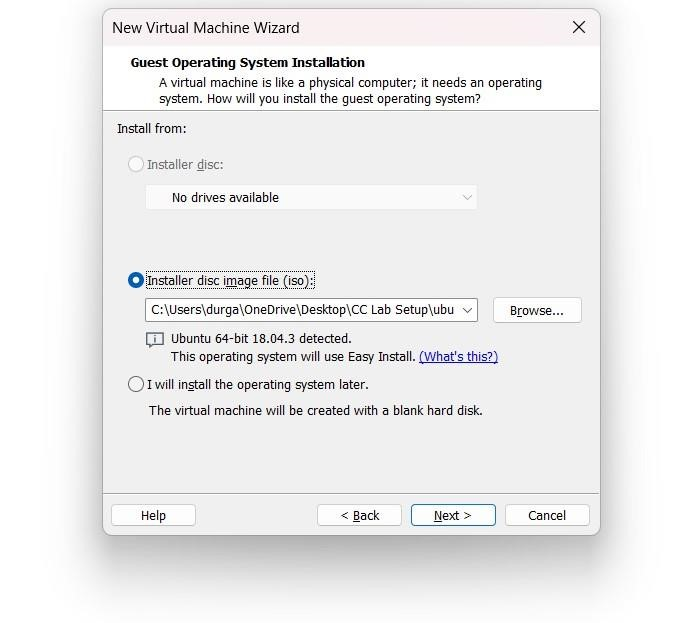 New Virtual Machine Wizard
Guest Operating System Installation
A virtual machine is like a physical computer; it needs an operating
system. How will you install the guest operating system?
Install from:
Installer disc:
No drives available
Installer disc image file (iso):
C:\Users\durga\OneDrive\Desktop\CC Lab Setup\ubu
Browse...
Ubuntu 64-bit 18.04.3 detected.
This operating system will use Easy Install. (What's this?)
I will install the operating system later.
The virtual machine will be created with a blank hard disk.
Help
< Back
Next >
Cancel